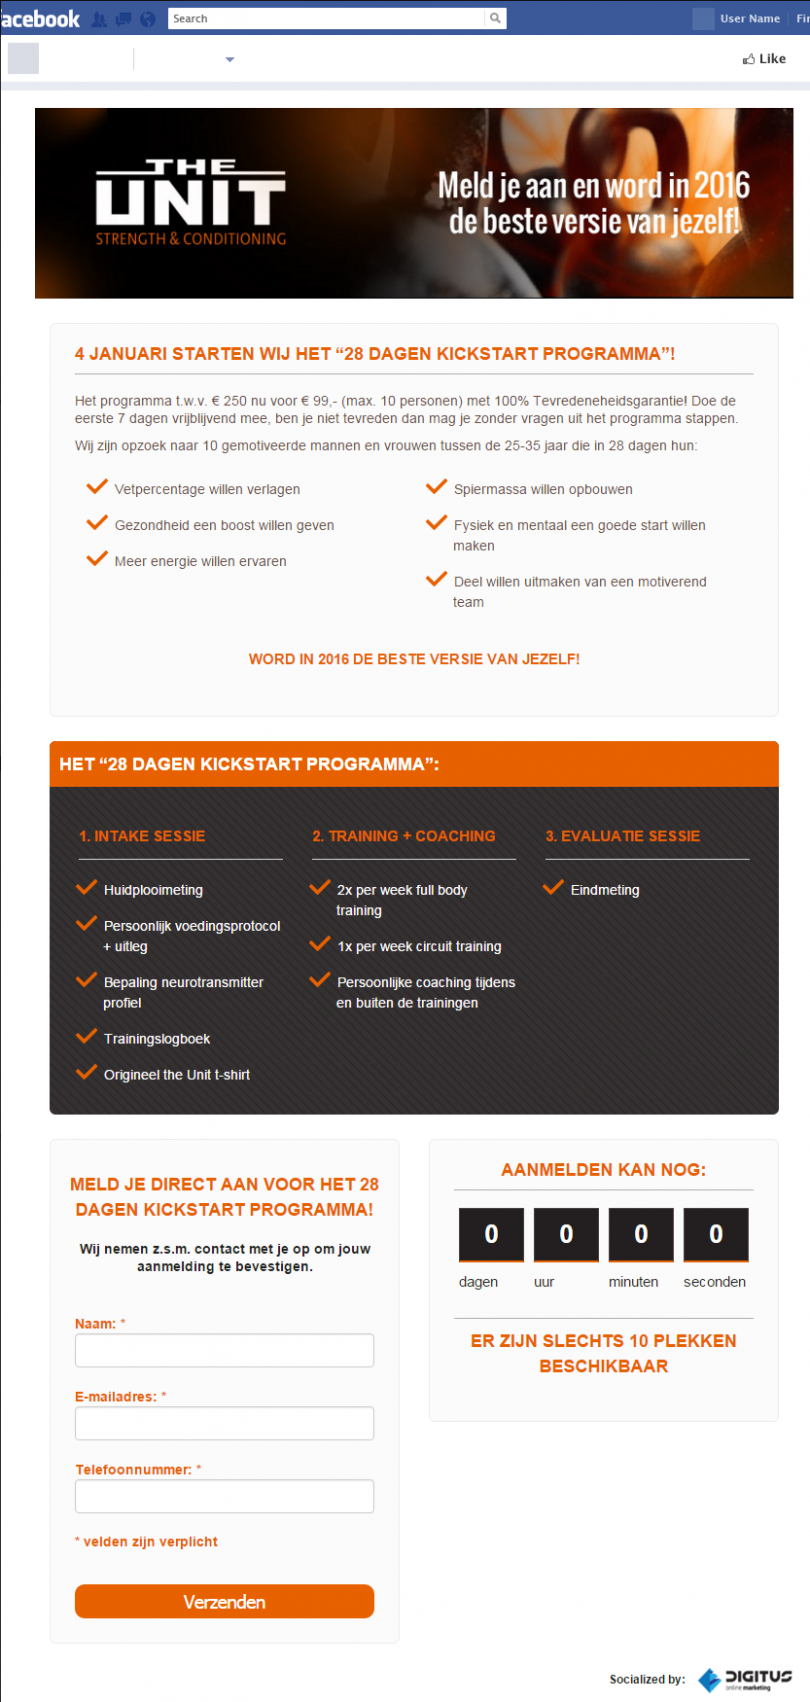 facebook
Search
User Name
Fi
Like
THE
UNIT
STRENGTH & CONDITIONING
Meld je aan en word in 2016
de beste versie van jezelf!
4 JANUARI STARTEN WIJ HET “28 DAGEN KICKSTART PROGRAMMA”!
Het programma t.w.v. € 250 nu voor € 99,- (max. 10 personen) met 100% Tevredeneheidsgarantie! Doe de
eerste 7 dagen vrijblijvend mee, ben je niet tevreden dan mag je zonder vragen uit het programma stappen.
Wij zijn opzoek naar 10 gemotiveerde mannen en vrouwen tussen de 25-35 jaar die in 28 dagen hun:
Vetpercentage willen verlagen
Gezondheid een boost willen geven
Meer energie willen ervaren
Spiermassa willen opbouwen
Fysiek en mentaal een goede start willen
maken
Deel willen uitmaken van een motiverend
team
WORD IN 2016 DE BESTE VERSIE VAN JEZELF!
HET “28 DAGEN KICKSTART PROGRAMMA”:
1. INTAKE SESSIE
Huidplooimeting
Persoonlijk voedingsprotocol
+ uitleg
Bepaling neurotransmitter
profiel
Trainingslogboek
Origineel the Unit t-shirt
2. TRAINING + COACHING
2x per week full body
training
1x per week circuit training
Persoonlijke coaching tijdens
en buiten de trainingen
3. EVALUATIE SESSIE
Eindmeting
MELD JE DIRECT AAN VOOR HET 28
DAGEN KICKSTART PROGRAMMA!
Wij nemen z.s.m. contact met je op om jouw
aanmelding te bevestigen.
Naam: *
E-mailadres: *
Telefoonnummer: *
* velden zijn verplicht
Verzenden
AANMELDEN KAN NOG:
0 0 0 0
dagen uur minuten seconden
ER ZIJN SLECHTS 10 PLEKKEN
BESCHIKBAAR
Socialized by:
DIGITUS
online marketing